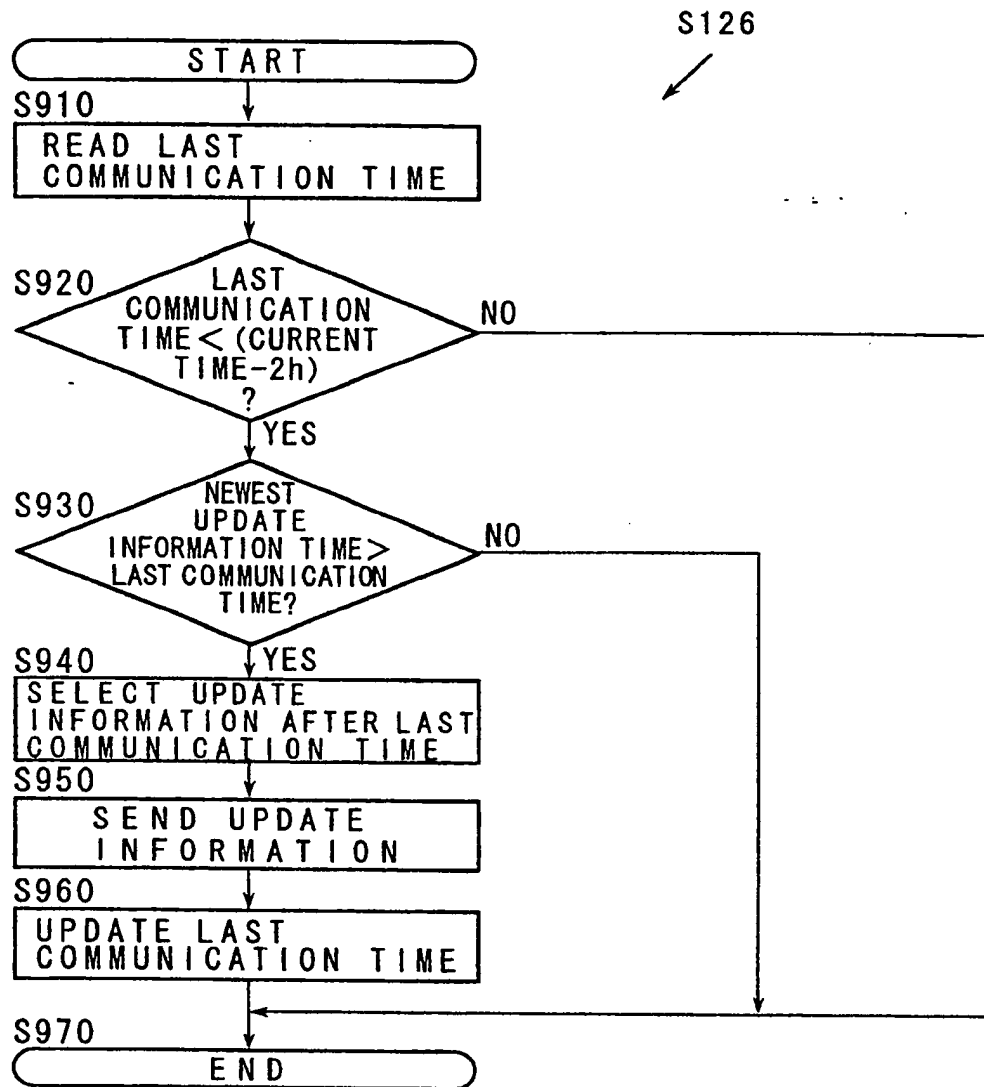 S126
START
S910
READ LAST
COMMUNICATION TIME
S920
LAST
COMMUNICATION
TIME<(CURRENT
TIME-2h)
?
NO
YES
S930
NEWEST
UPDATE
INFORMATION TIME>
LAST COMMUNICATION
TIME?
NO
YES
S940
SELECT UPDATE
INFORMATION AFTER LAST
COMMUNICATION TIME
S950
SEND UPDATE
INFORMATION
S960
UPDATE LAST
COMMUNICATION TIME
S970
END